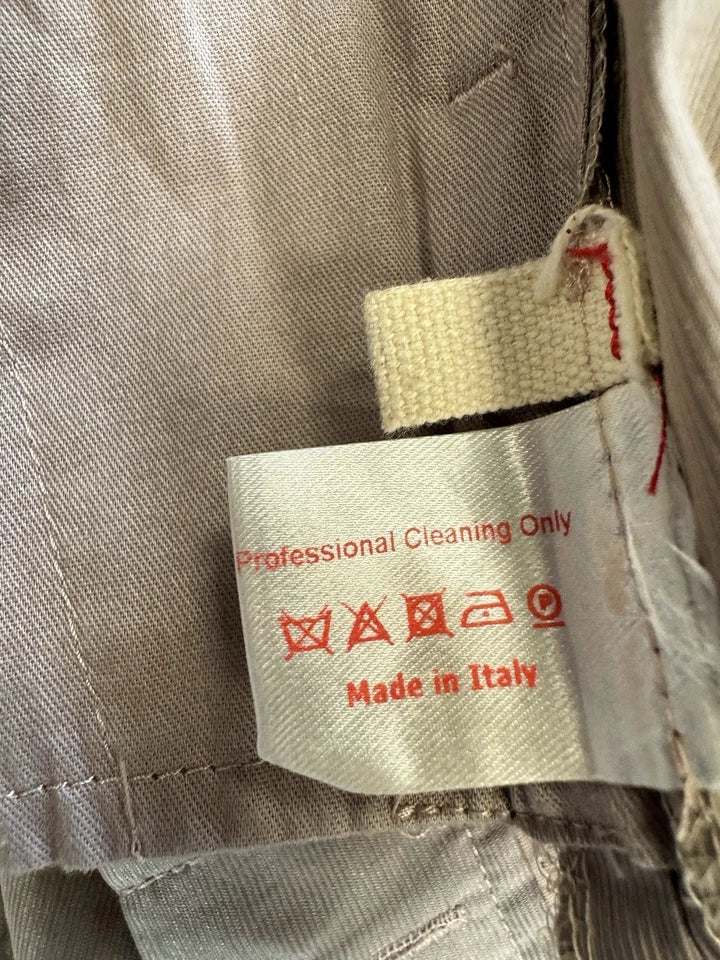 Professional Cleaning Only
P
Made in Italy